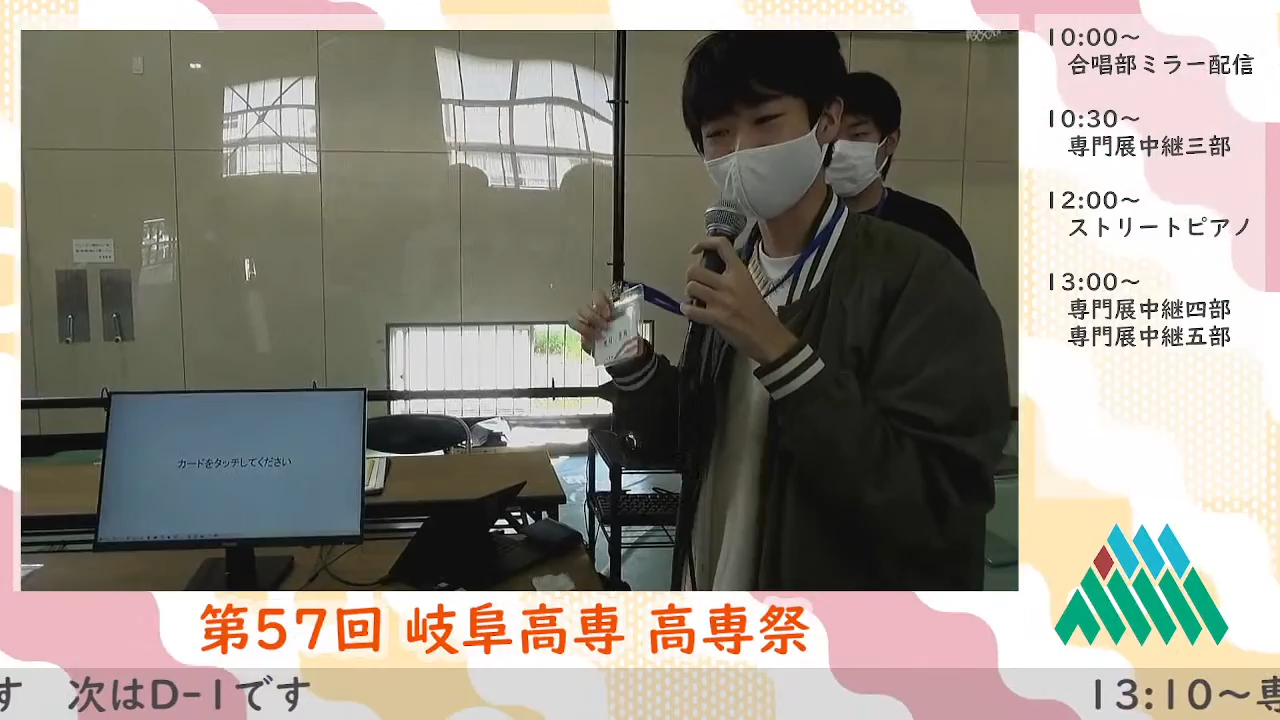 10:00～
合唱部ミラー配信
10:30～
専門展中継三部
12:00～
ストリートピアノ
13:00～
専門展中継四部
専門展中継五部
カードをタッチしてください
第57回 岐阜高専 高専祭
す 次はD-1です
13:10～専